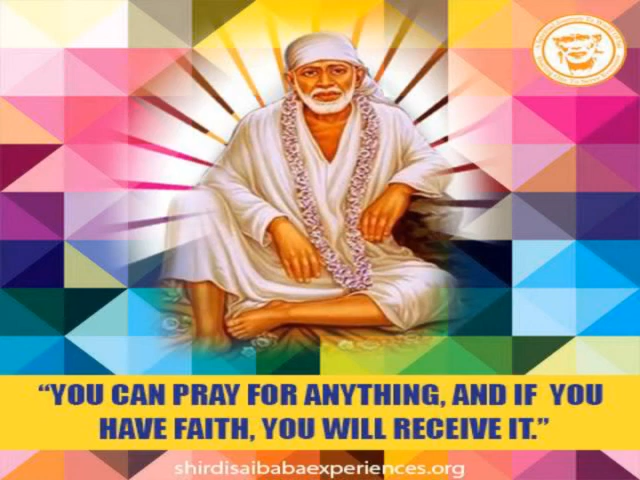 “YOU CAN PRAY FOR ANYTHING, AND IF YOU
HAVE FAITH, YOU WILL RECEIVE IT.”
shirdisaibabaexperiences.org